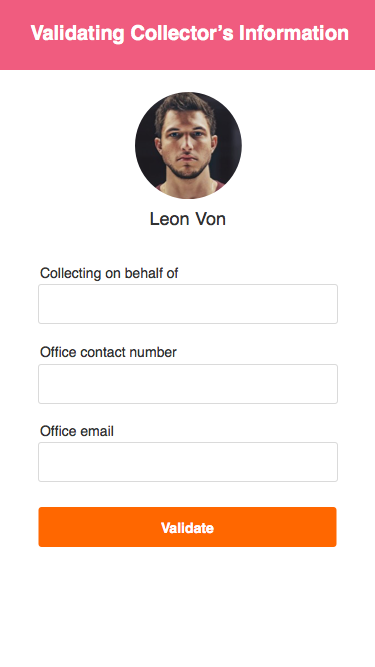 Validating Collector’s Information
Leon Von
Collecting on behalf of
Office contact number
Office email
Validate